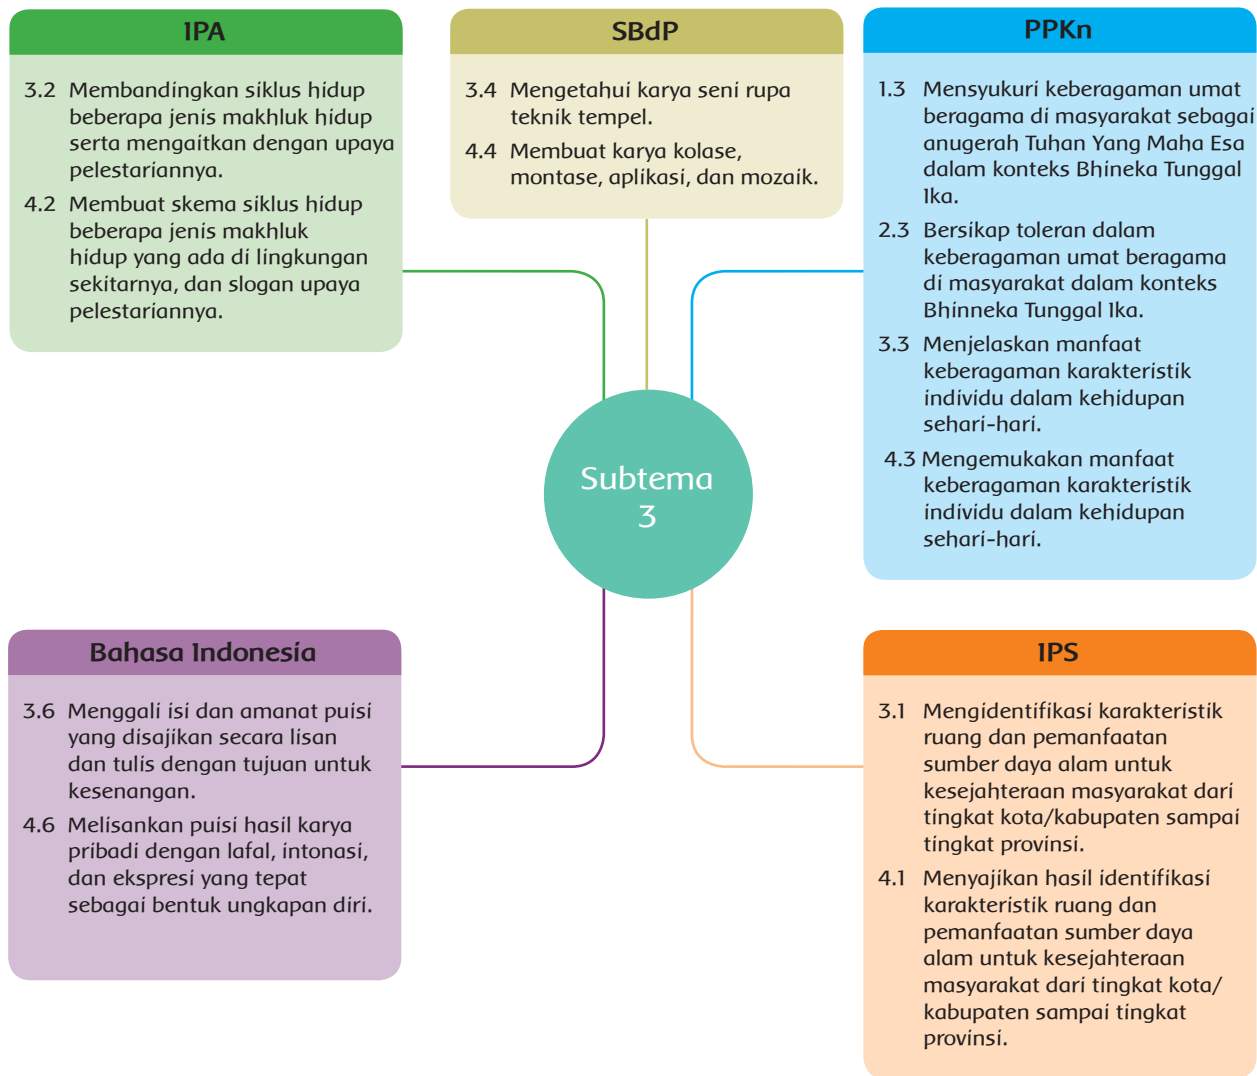 IPA
3.2 Membandingkan siklus hidup
beberapa jenis makhluk hidup
serta mengaitkan dengan upaya
pelestariannya.
4.2 Membuat skema siklus hidup
beberapa jenis makhluk
hidup yang ada di lingkungan
sekitarnya, dan slogan upaya
pelestariannya.
SBdP
3.4 Mengetahui karya seni rupa
teknik tempel.
4.4 Membuat karya kolase,
montase, aplikasi, dan mozaik.
PPKn
1.3 Mensyukuri keberagaman umat
beragama di masyarakat sebagai
anugerah Tuhan Yang Maha Esa
dalam konteks Bhineka Tunggal
Ika.
2.3 Bersikap toleran dalam
keberagaman umat beragama
di masyarakat dalam konteks
Bhinneka Tunggal Ika.
3.3 Menjelaskan manfaat
keberagaman karakteristik
individu dalam kehidupan
sehari-hari.
4.3 Mengemukakan manfaat
keberagaman karakteristik
individu dalam kehidupan
sehari-hari.
Subtema
3
Bahasa Indonesia
3.6 Menggali isi dan amanat puisi
yang disajikan secara lisan
dan tulis dengan tujuan untuk
kesenangan.
4.6 Melisankan puisi hasil karya
pribadi dengan lafal, intonasi,
dan ekspresi yang tepat
sebagai bentuk ungkapan diri.
IPS
3.1 Mengidentifikasi karakteristik
ruang dan pemanfaatan
sumber daya alam untuk
kesejahteraan masyarakat dari
tingkat kota/kabupaten sampai
tingkat provinsi.
4.1 Menyajikan hasil identifikasi
karakteristik ruang dan
pemanfaatan sumber daya
alam untuk kesejahteraan
masyarakat dari tingkat kota/
kabupaten sampai tingkat
provinsi.